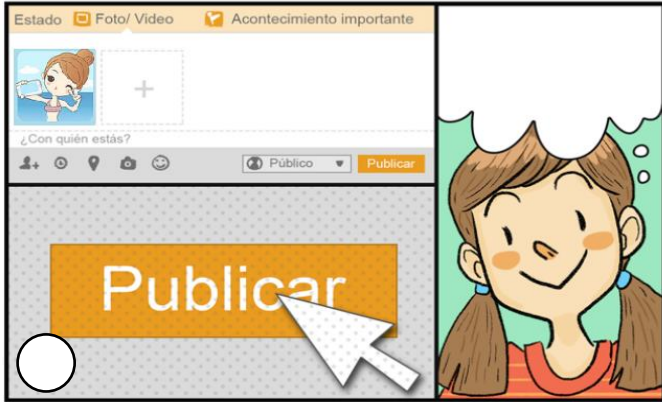 Estado Foto/ Video Acontecimiento importante
¿Con quién estás?
Público Publicar
Publicar